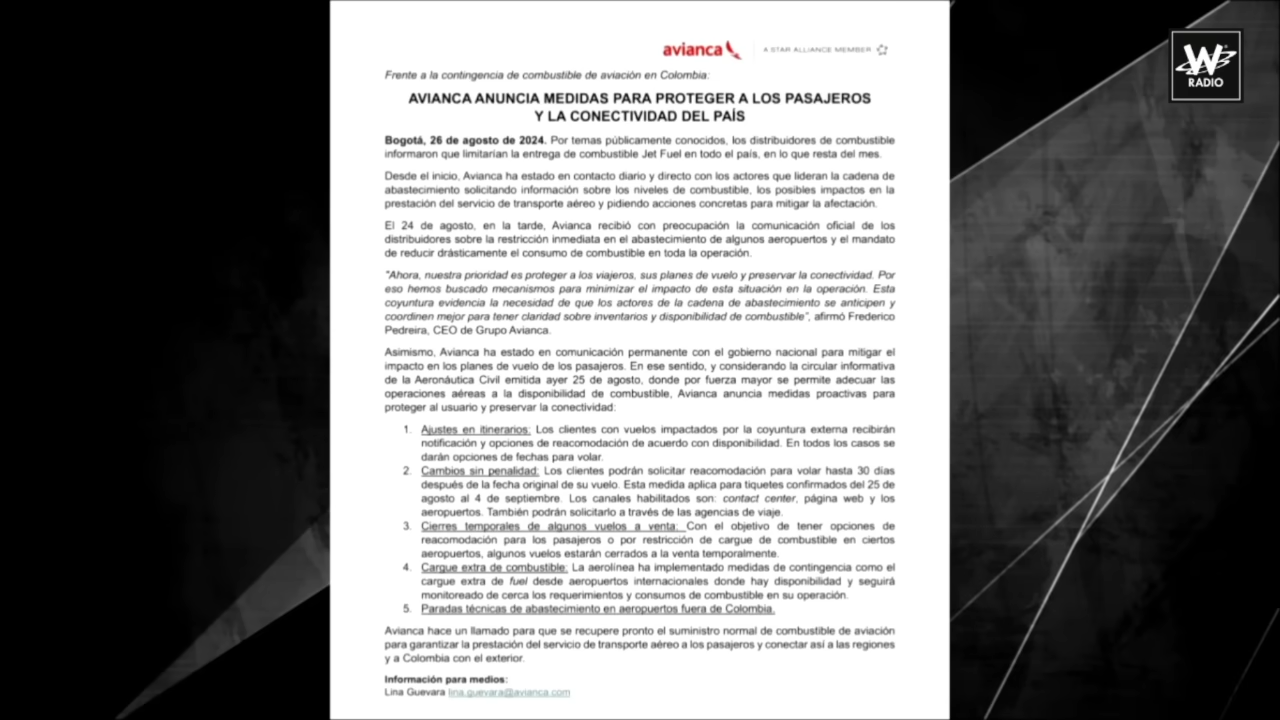 avianca
A STAR ALLIANCE MEMBER
W
RADIO
Frente a la contingencia de combustible de aviación en Colombia:
AVIANCA ANUNCIA MEDIDAS PARA PROTEGER A LOS PASAJEROS
Y LA CONECTIVIDAD DEL PAÍS
Bogotá, 26 de agosto de 2024. Por temas públicamente conocidos, los distribuidores de combustible
informaron que limitarían la entrega de combustible Jet Fuel en todo el país, en lo que resta del mes.
Desde el inicio, Avianca ha estado en contacto diario y directo con los actores que lideran la cadena de
abastecimiento solicitando información sobre los niveles de combustible, los posibles impactos en la
prestación del servicio de transporte aéreo y pidiendo acciones concretas para mitigar la afectación.
El 24 de agosto, en la tarde, Avianca recibió con preocupación la comunicación oficial de los
distribuidores sobre la restricción inmediata en el abastecimiento de algunos aeropuertos y el mandato
de reducir drásticamente el consumo de combustible en toda la operación.
"Ahora, nuestra prioridad es proteger a los viajeros, sus planes de vuelo y preservar la conectividad. Por
eso hemos buscado mecanismos para minimizar el impacto de esta situación en la operación. Esta
coyuntura evidencia la necesidad de que los actores de la cadena de abastecimiento se anticipen y
coordinen mejor para tener claridad sobre inventarios y disponibilidad de combustible", afirmó Frederico
Pedreira, CEO de Grupo Avianca.
Asimismo, Avianca ha estado en comunicación permanente con el gobierno nacional para mitigar el
impacto en los planes de vuelo de los pasajeros. En ese sentido, y considerando la circular informativa
de la Aeronáutica Civil emitida ayer 25 de agosto, donde por fuerza mayor se permite adecuar las
operaciones aéreas a la disponibilidad de combustible, Avianca anuncia medidas proactivas para
proteger al usuario y preservar la conectividad:
1. Ajustes en itinerarios: Los clientes con vuelos impactados por la coyuntura externa recibirán
notificación y opciones de reacomodación de acuerdo con disponibilidad. En todos los casos se
darán opciones de fechas para volar.
2. Cambios sin penalidad: Los clientes podrán solicitar reacomodación para volar hasta 30 días
después de la fecha original de su vuelo. Esta medida aplica para tiquetes confirmados del 25 de
agosto al 4 de septiembre. Los canales habilitados son: contact center, página web y los
aeropuertos. También podrán solicitarlo a través de las agencias de viaje.
3. Cierres temporales de algunos vuelos a venta: Con el objetivo de tener opciones de
reacomodación para los pasajeros o por restricción de cargue de combustible en ciertos
aeropuertos, algunos vuelos estarán cerrados a la venta temporalmente.
4. Cargue extra de combustible: La aerolínea ha implementado medidas de contingencia como el
cargue extra de fuel desde aeropuertos internacionales donde hay disponibilidad y seguirá
monitoreado de cerca los requerimientos y consumos de combustible en su operación.
5. Paradas técnicas de abastecimiento en aeropuertos fuera de Colombia.
Avianca hace un llamado para que se recupere pronto el suministro normal de combustible de aviación
para garantizar la prestación del servicio de transporte aéreo a los pasajeros y conectar así a las regiones
y a Colombia con el exterior.
Información para medios:
Lina Guevara lina.guevara@avianca.com